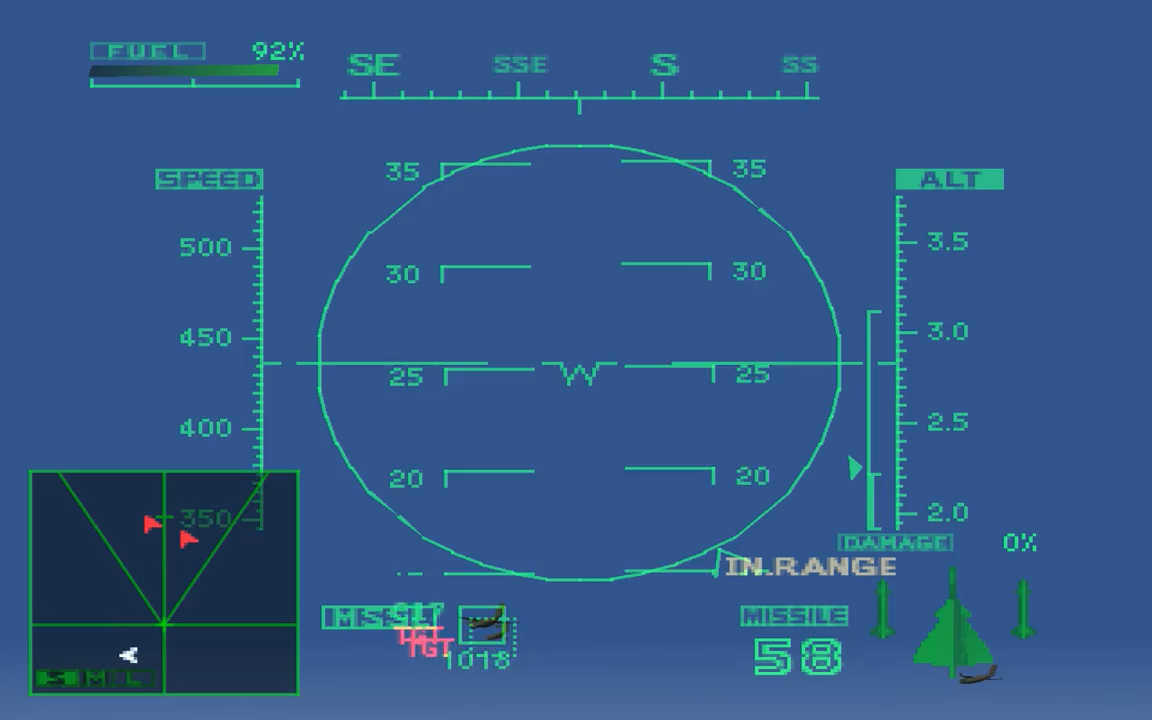 FUEL 92%
SE SSE S SS
35 35
SPEED ALT
500 3.5
30 30
450 3.0
25 25
400 2.5
20 20
350 2.0
DAMAGE 0%
IN.RANGE
MISSILE
TGT
1018
58